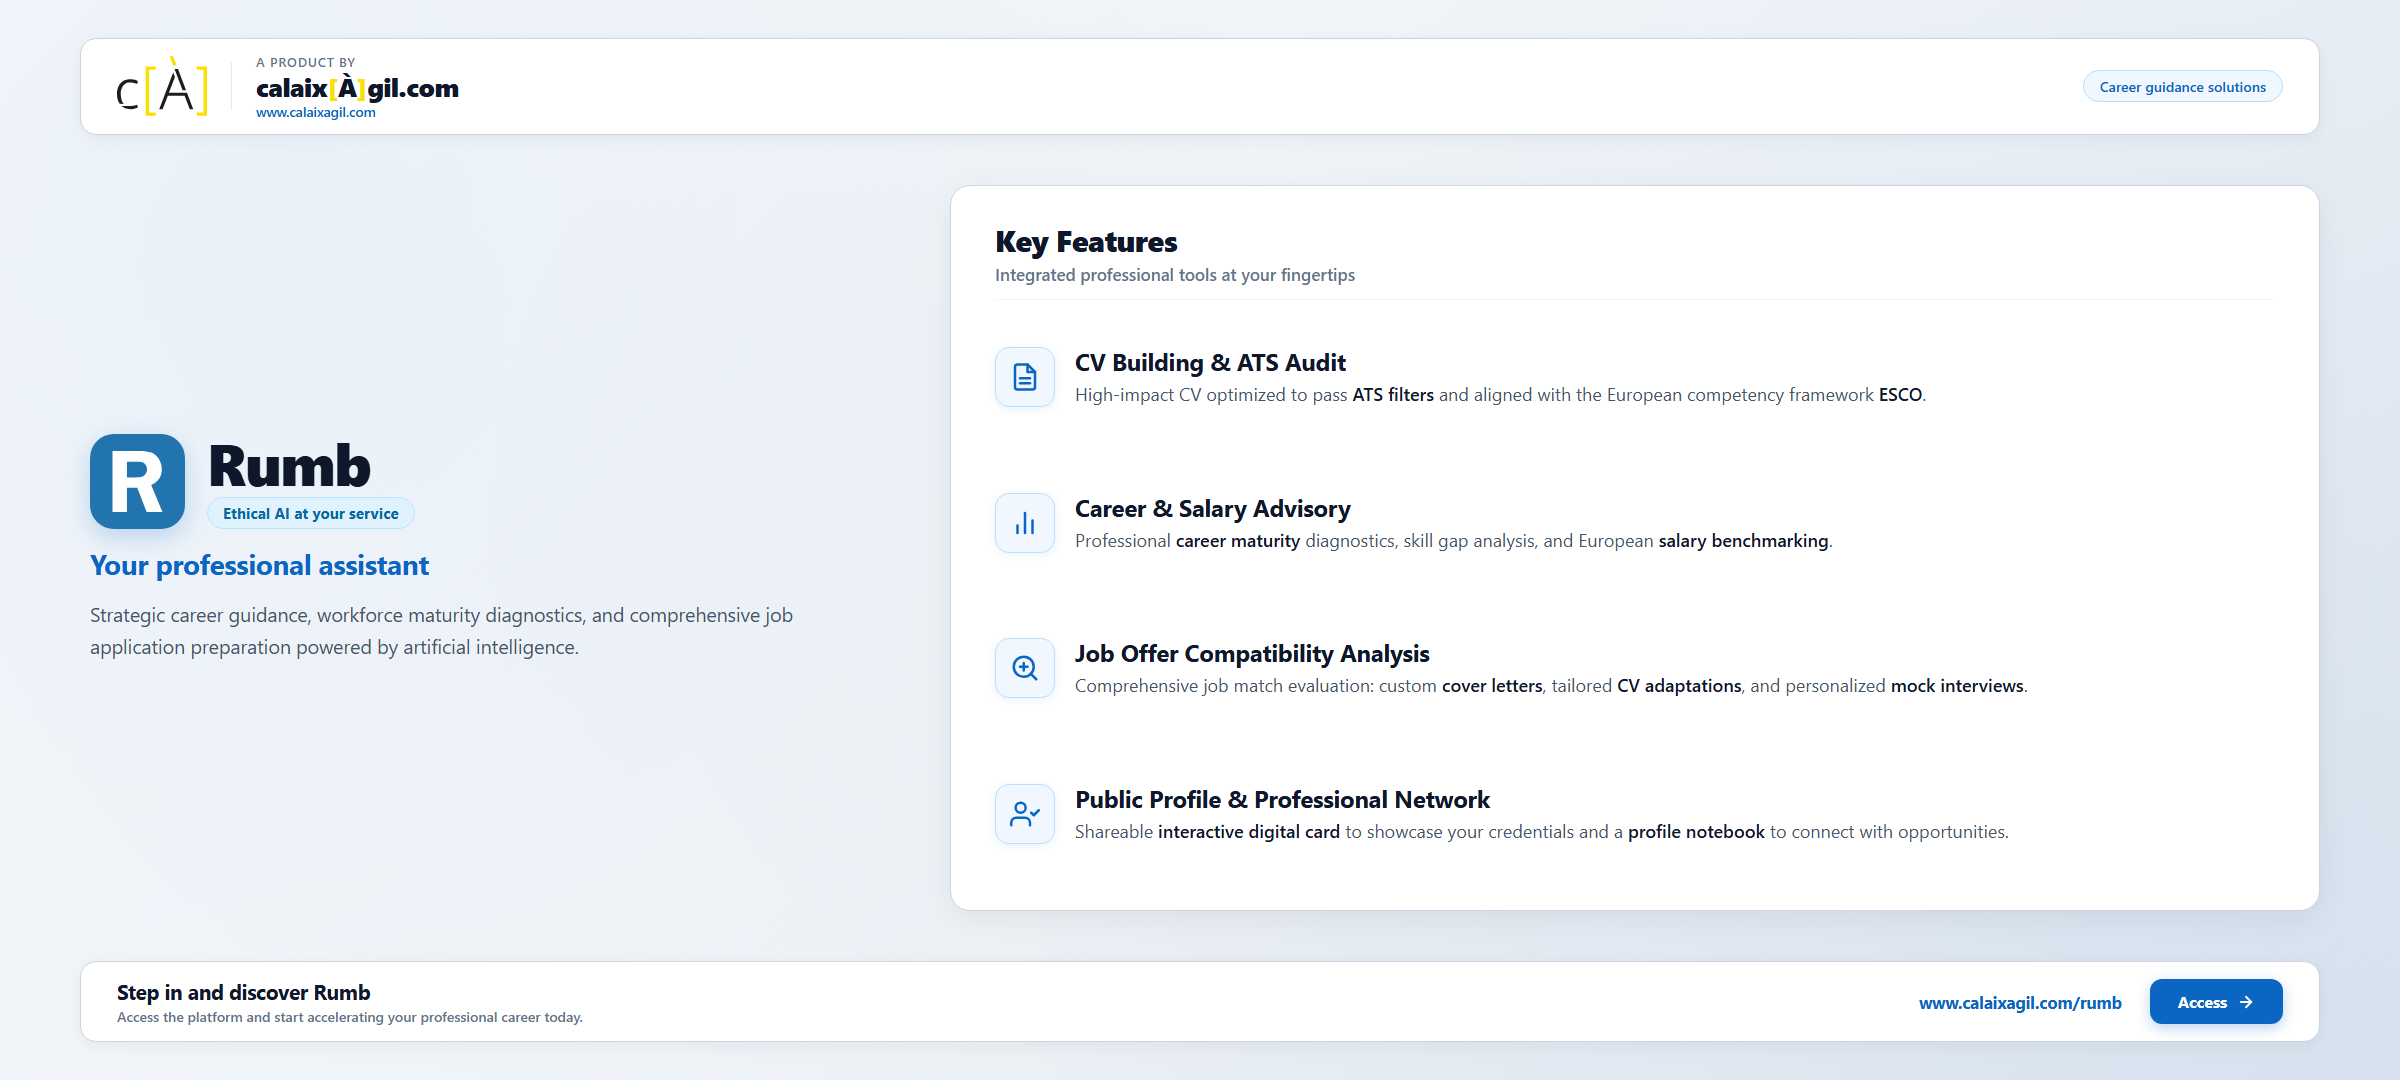 c[À]
A PRODUCT BY
calaix[À]gil.com
www.calaixagil.com
Career guidance solutions
R
Rumb
Ethical AI at your service
Your professional assistant
Strategic career guidance, workforce maturity diagnostics, and comprehensive job
application preparation powered by artificial intelligence.
Key Features
Integrated professional tools at your fingertips
CV Building & ATS Audit
High-impact CV optimized to pass ATS filters and aligned with the European competency framework ESCO.
Career & Salary Advisory
Professional career maturity diagnostics, skill gap analysis, and European salary benchmarking.
Job Offer Compatibility Analysis
Comprehensive job match evaluation: custom cover letters, tailored CV adaptations, and personalized mock interviews.
Public Profile & Professional Network
Shareable interactive digital card to showcase your credentials and a profile notebook to connect with opportunities.
Step in and discover Rumb
Access the platform and start accelerating your professional career today.
www.calaixagil.com/rumb
Access →